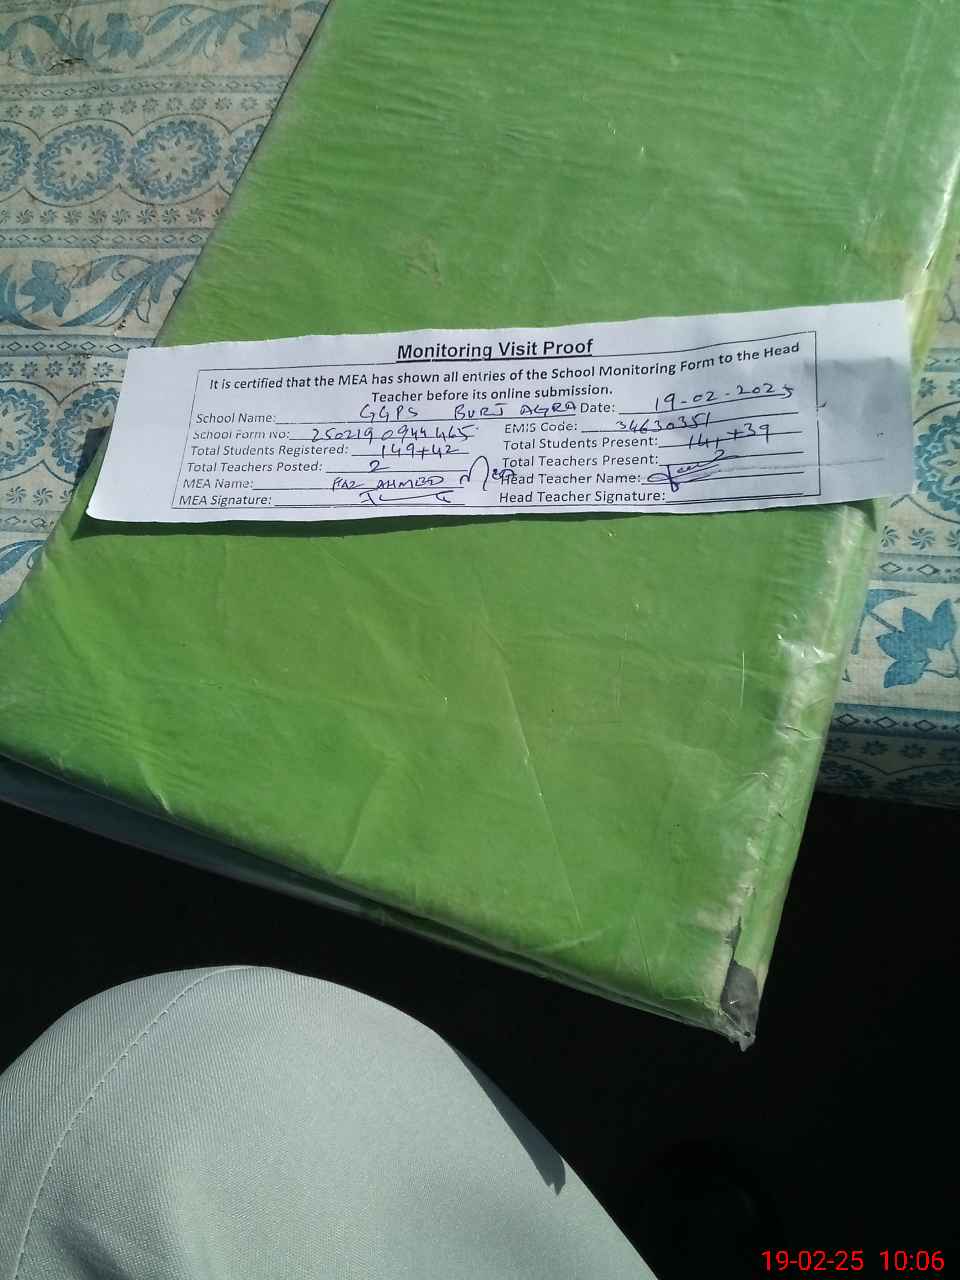 Monitoring Visit Proof
It is certified that the MEA has shown all entries of the School Monitoring Form to the Head
Teacher before its online submission.
School Name: GGPS BURJ AGRA Date: 19-02-2025
School Form No: 250219 0944465 EMIS Code: 34630351
Total Students Registered: 149+42 Total Students Present: +39
Total Teachers Posted: 2 Total Teachers Present: 2
MEA Name: AHMED Head Teacher Name:
MEA Signature: Head Teacher Signature:
19-02-25 10:06